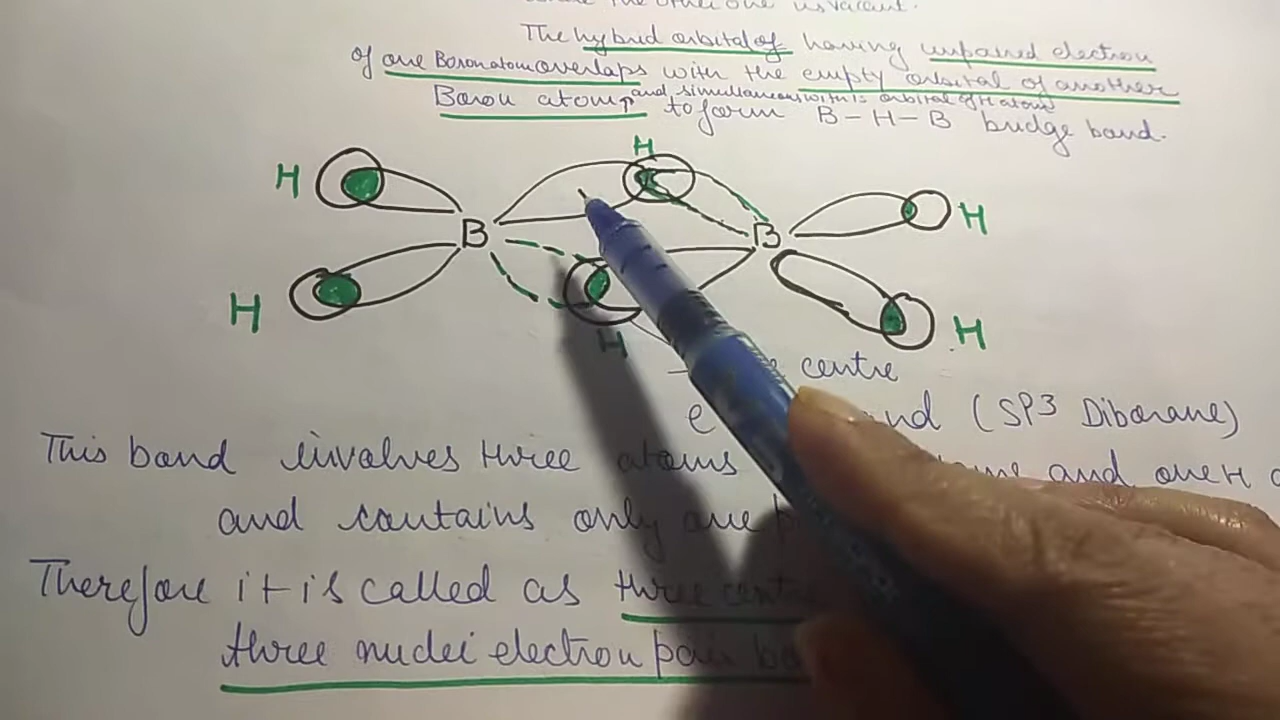 the other one is vacant.
The hybrid orbital of having unpaired electron
of one Boron atom overlaps with the empty orbital of another
and simultaneous with 1s orbital of H atom
Boron atom, to form B-H-B bridge bond.
H H
B B H
H H H
centre
e (SP3 Diborane)
This bond involves three atoms and one H
and contains only one
Therefore it is called as three
three nuclei electron pair